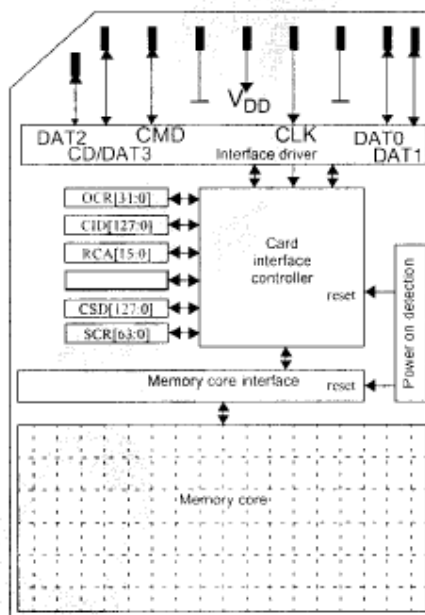 VDD
DAT2 CMD CLK DAT0
CD/DAT3 Interface driver DAT1
OCR[31:0]
CID[127:0]
RCA[15:0]
CSD[127:0]
SCR[63:0]
Card
interface
controller
reset
Power on detection
Memory core interface reset
Memory core